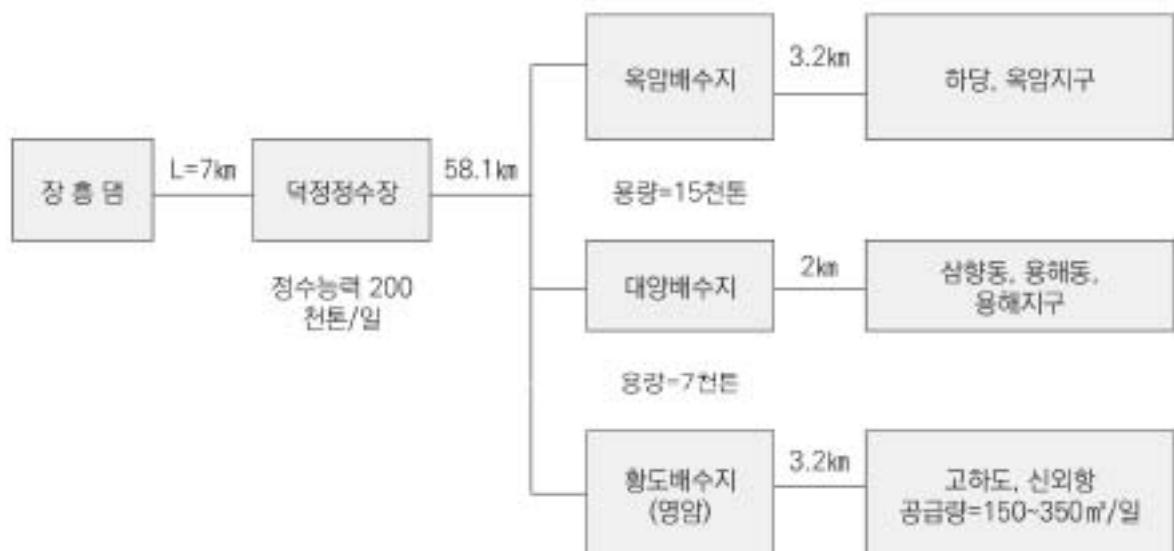 장 흥 댐
L=7㎞
덕정정수장
정수능력 200
천톤/일
58.1㎞
옥암배수지
3.2㎞
하당, 옥암지구
용량=15천톤
대양배수지
2㎞
삼향동, 용해동,
용해지구
용량=7천톤
황도배수지
(영암)
3.2㎞
고하도, 신외항
공급량=150~350㎥/일